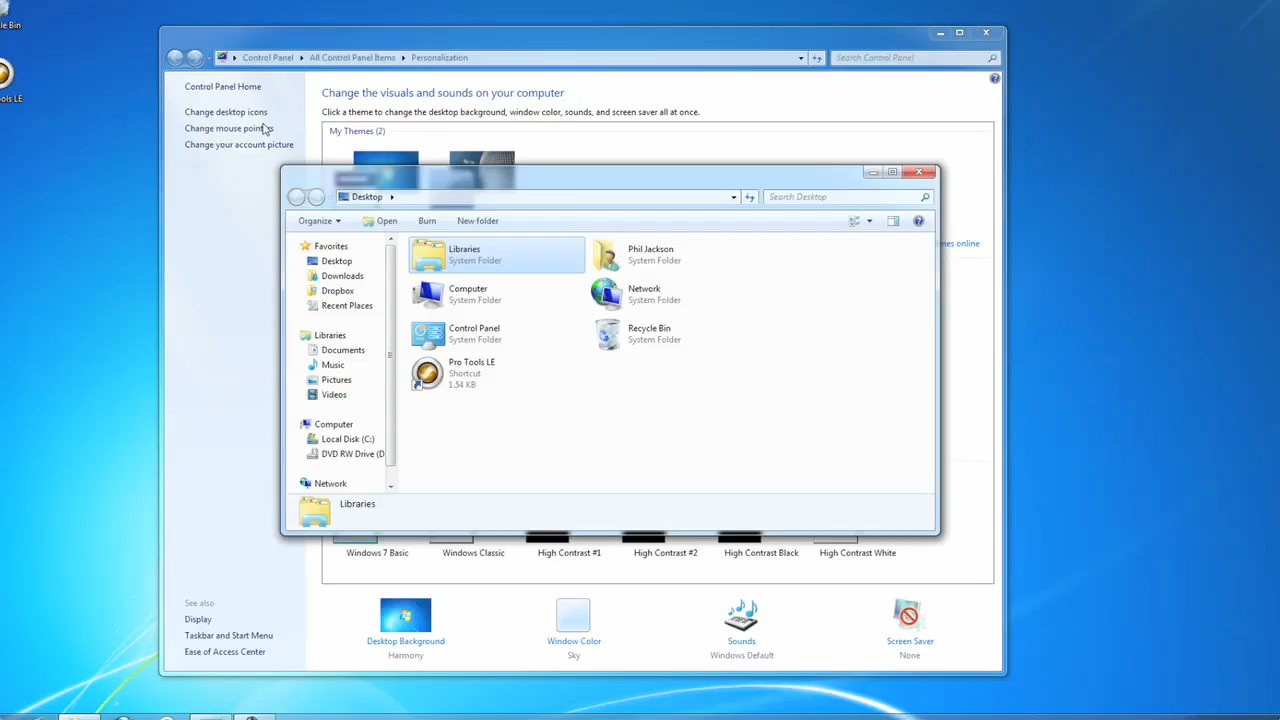 le Bin
ools LE
Control Panel
All Control Panel Items
Personalization
Search Control Panel
Control Panel Home
Change desktop icons
Change mouse pointers
Change your account picture
Change the visuals and sounds on your computer
Click a theme to change the desktop background, window color, sounds, and screen saver all at once.
My Themes (2)
mes online
Desktop
Search Desktop
Organize
Open
Burn
New folder
Favorites
Desktop
Downloads
Dropbox
Recent Places
Libraries
Documents
Music
Pictures
Videos
Computer
Local Disk (C:)
DVD RW Drive (D
Network
Libraries
System Folder
Phil Jackson
System Folder
Computer
System Folder
Network
System Folder
Control Panel
System Folder
Recycle Bin
System Folder
Pro Tools LE
Shortcut
1.54 KB
Libraries
Windows 7 Basic
Windows Classic
High Contrast #1
High Contrast #2
High Contrast Black
High Contrast White
See also
Display
Taskbar and Start Menu
Ease of Access Center
Desktop Background
Harmony
Window Color
Sky
Sounds
Windows Default
Screen Saver
None